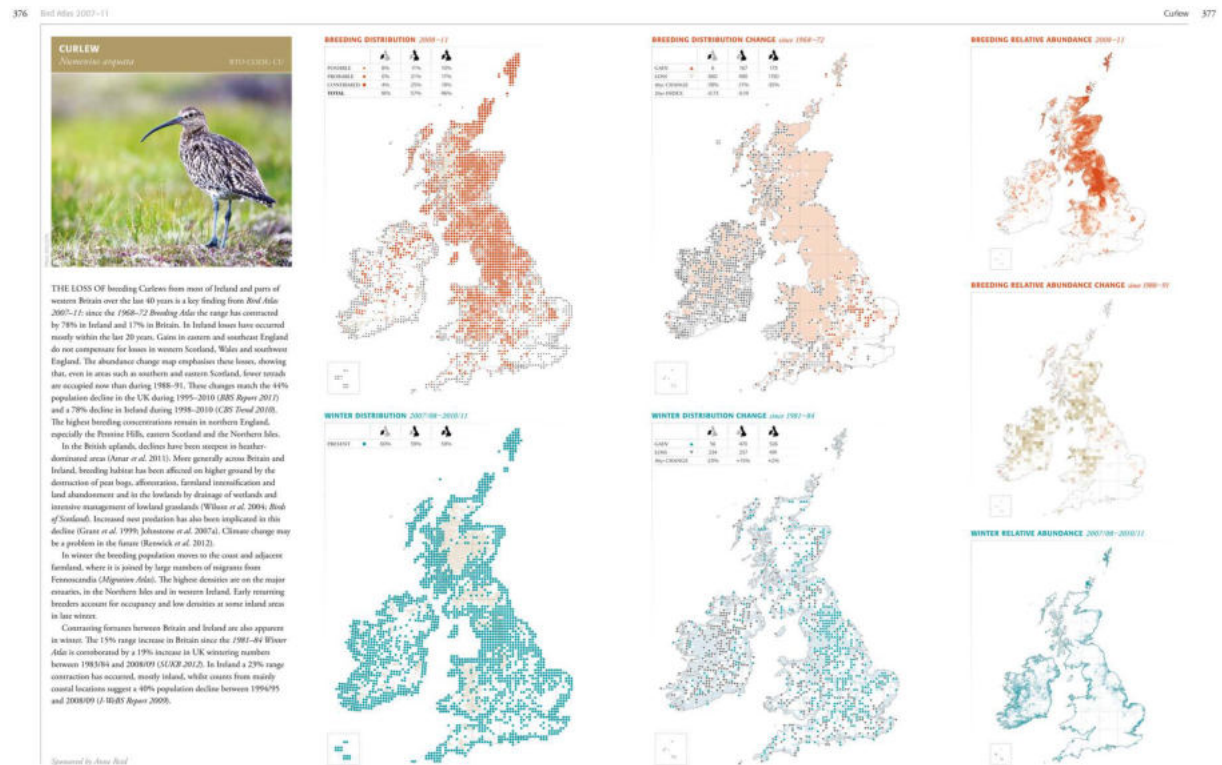 376 Bird Atlas 2007–11
Curlew 377
CURLEW
Numenius arquata
THE LOSS OF breeding Curlews from most of Ireland and parts of
western Britain over the last 40 years is a key finding from Bird Atlas
2007–11: since the 1968–72 Breeding Atlas the range has contracted
by 78% in Ireland and 17% in Britain. In Ireland losses have occurred
mostly within the last 20 years. Gains in eastern and southeast England
do not compensate for losses in western Scotland, Wales and southwest
England. The abundance change map emphasises these losses, showing
that, even in areas such as southern and eastern Scotland, fewer tetrads
are occupied now than during 1988–91. These changes match the 44%
population decline in the UK during 1995–2010 (BBS Report 2011)
and a 78% decline in Ireland during 1998–2010 (CBS Trend 2010).
The highest breeding concentrations remain in northern England,
especially the Pennine Hills, eastern Scotland and the Northern Isles.
In the British uplands, declines have been steepest in heather-
dominated areas (Amar et al. 2011). More generally across Britain and
Ireland, breeding habitat has been affected on higher ground by the
destruction of peat bogs, afforestation, farmland intensification and
land abandonment and in the lowlands by drainage of wetlands and
intensive management of lowland grasslands (Wilson et al. 2004; Birds
of Scotland). Increased nest predation has also been implicated in this
decline (Grant et al. 1999; Johnstone et al. 2007a). Climate change may
be a problem in the future (Renwick et al. 2012).
In winter the breeding population moves to the coast and adjacent
farmland, where it is joined by large numbers of migrants from
Fennoscandia (Migration Atlas). The highest densities are on the major
estuaries, in the Northern Isles and in western Ireland. Early returning
breeders account for occupancy and low densities at some inland areas
in late winter.
Contrasting fortunes between Britain and Ireland are also apparent
in winter. The 15% range increase in Britain since the 1981–84 Winter
Atlas is corroborated by a 19% increase in UK wintering numbers
between 1983/84 and 2008/09 (SUKB 2012). In Ireland a 23% range
contraction has occurred, mostly inland, whilst counts from mainly
coastal locations suggest a 40% population decline between 1994/95
and 2008/09 (I-WeBS Report 2009).
Sponsored by Anne Reid
BREEDING DISTRIBUTION 2008–11
POSSIBLE
PROBABLE
CONFIRMED
TOTAL
BREEDING DISTRIBUTION CHANGE since 1968–72
GAIN
LOSS
BREEDING RELATIVE ABUNDANCE 2008–11
BREEDING RELATIVE ABUNDANCE CHANGE since 1988–91
WINTER DISTRIBUTION 2007/08–2010/11
PRESENT
WINTER DISTRIBUTION CHANGE since 1981–84
GAIN
LOSS
WINTER RELATIVE ABUNDANCE 2007/08–2010/11